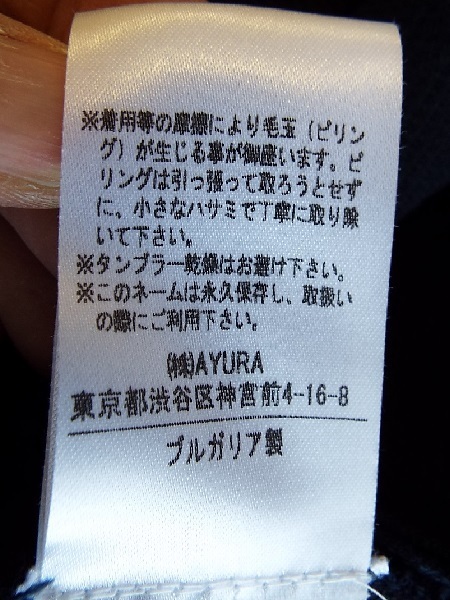 ※着用等の摩擦により毛玉（ピリン
グ）が生じる事が御座います。ピ
リングは引っ張って取ろうとせず
に、小さなハサミで丁寧に取り除
いて下さい。
※タンブラー乾燥はお避け下さい。
※このネームは永久保存し、取扱い
の際にご利用下さい。
㈱AYURA
東京都渋谷区神宮前4-16-8
ブルガリア製